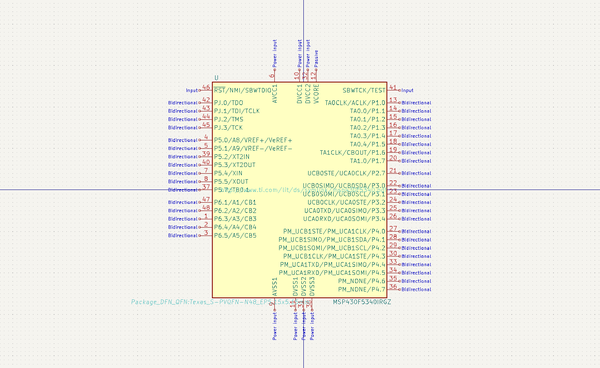 Power input
Power input
Power input
Passive
6
10
32
12
U
AVCC1
DVCC1
DVCC2
VCORE
Input 46 RST/NMI/SBWTDIO
Bidirectional 42 PJ.0/TDO
Bidirectional 43 PJ.1/TDI/TCLK
Bidirectional 44 PJ.2/TMS
Bidirectional 45 PJ.3/TCK
Bidirectional 4 P5.0/A8/VREF+/VeREF+
Bidirectional 5 P5.1/A9/VREF-/VeREF-
Bidirectional 39 P5.2/XT2IN
Bidirectional 40 P5.3/XT2OUT
Bidirectional 7 P5.4/XIN
Bidirectional 8 P5.5/XOUT
Bidirectional 37
Bidirectional 47 P6.1/A1/CB1
Bidirectional 48 P6.2/A2/CB2
Bidirectional 1 P6.3/A3/CB3
Bidirectional 2 P6.4/A4/CB4
Bidirectional 3 P6.5/A5/CB5
SBWTCK/TEST 41 Input
TA0CLK/ACLK/P1.0 13 Bidirectional
TA0.0/P1.1 14 Bidirectional
TA0.1/P1.2 15 Bidirectional
TA0.2/P1.3 16 Bidirectional
TA0.3/P1.4 17 Bidirectional
TA0.4/P1.5 18 Bidirectional
TA1CLK/CBOUT/P1.6 19 Bidirectional
TA1.0/P1.7 20 Bidirectional
UCB0STE/UCA0CLK/P2.7 21 Bidirectional
UCB0SIMO/UCB0SDA/P3.0 22 Bidirectional
UCB0SOMI/UCB0SCL/P3.1 23 Bidirectional
UCB0CLK/UCA0STE/P3.2 24 Bidirectional
UCA0TXD/UCA0SIMO/P3.3 25 Bidirectional
UCA0RXD/UCA0SOMI/P3.4 26 Bidirectional
PM_UCB1STE/PM_UCA1CLK/P4.0 27 Bidirectional
PM_UCB1SIMO/PM_UCB1SDA/P4.1 28 Bidirectional
PM_UCB1SOMI/PM_UCB1SCL/P4.2 29 Bidirectional
PM_UCB1CLK/PM_UCA1STE/P4.3 30 Bidirectional
PM_UCA1TXD/PM_UCA1SIMO/P4.4 33 Bidirectional
PM_UCA1RXD/PM_UCA1SOMI/P4.5 34 Bidirectional
PM_NONE/P4.6 35 Bidirectional
PM_NONE/P4.7 36 Bidirectional
AVSS1
DVSS1
DVSS2
DVSS3
MSP430F5340IRGZ
9
11
31
38
Power input
Power input
Power input
Power input